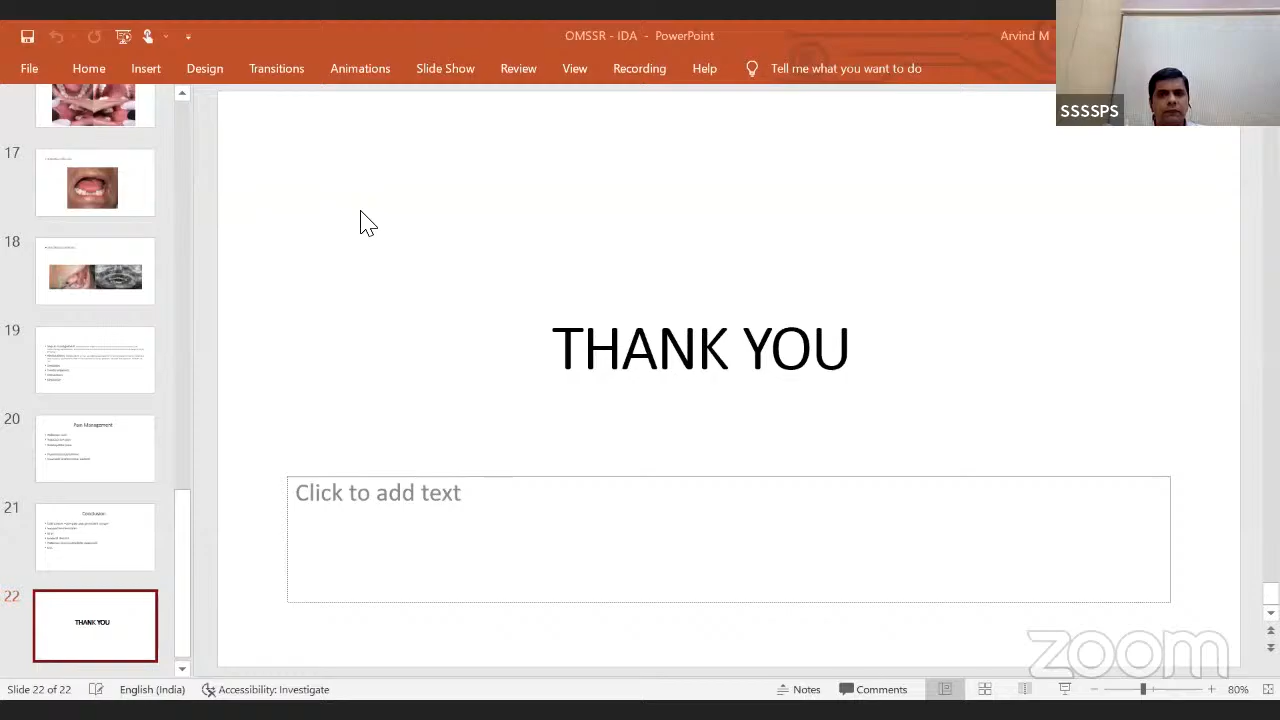 OMSSR - IDA - PowerPoint
Arvind M
File Home Insert Design Transitions Animations Slide Show Review View Recording Help Tell me what you want to do
SSSSPS
17
18
19
20
Pain Management
21
Conclusion
22
THANK YOU
THANK YOU
Click to add text
zoom
Slide 22 of 22 English (India) Accessibility: Investigate Notes Comments 80%